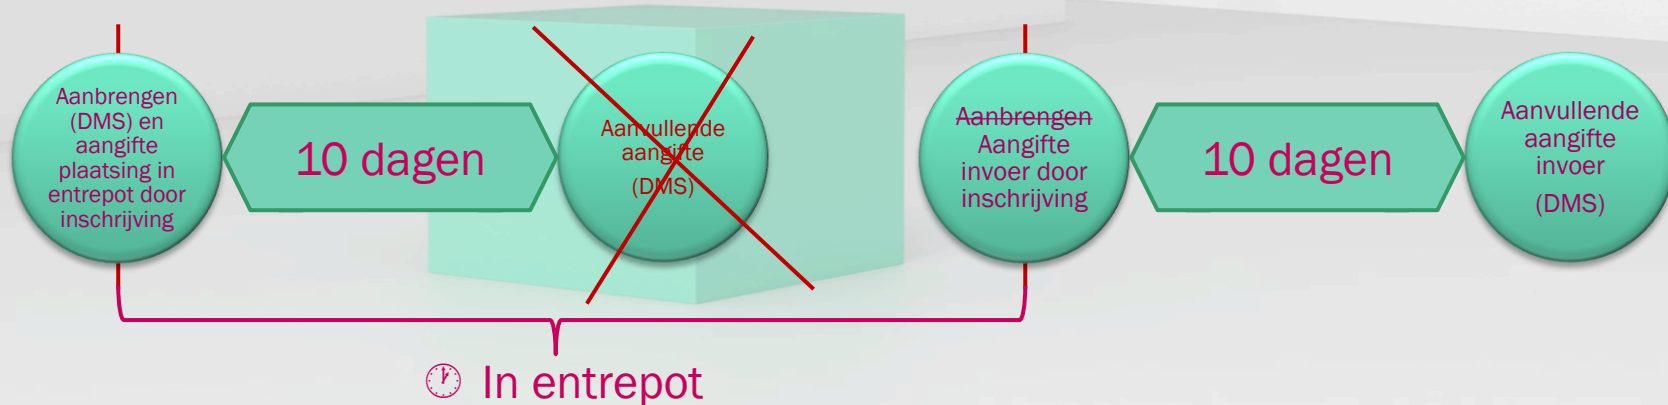 Aanbrengen
(DMS) en
aangifte
plaatsing in
entrepot door
inschrijving
10 dagen
Aanvullende
aangifte
(DMS)
Aanbrengen
Aangifte
invoer door
inschrijving
10 dagen
Aanvullende
aangifte
invoer
(DMS)
In entrepot